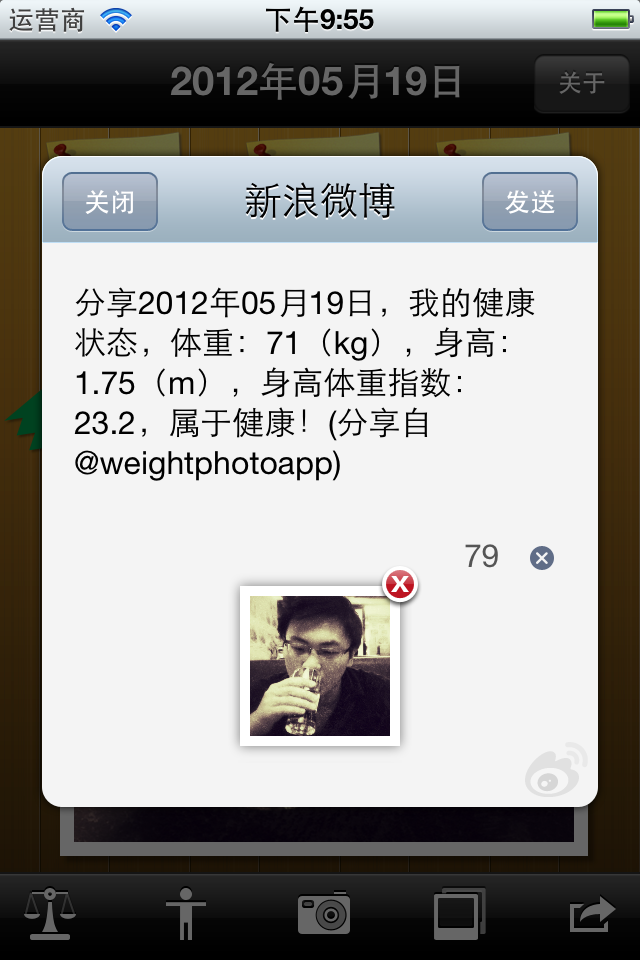 运营商
下午9:55
2012年05月19日
关于
关闭
新浪微博
发送
分享2012年05月19日，我的健康
状态，体重：71（kg），身高：
1.75（m），身高体重指数：
23.2，属于健康！(分享自
@weightphotoapp)
79